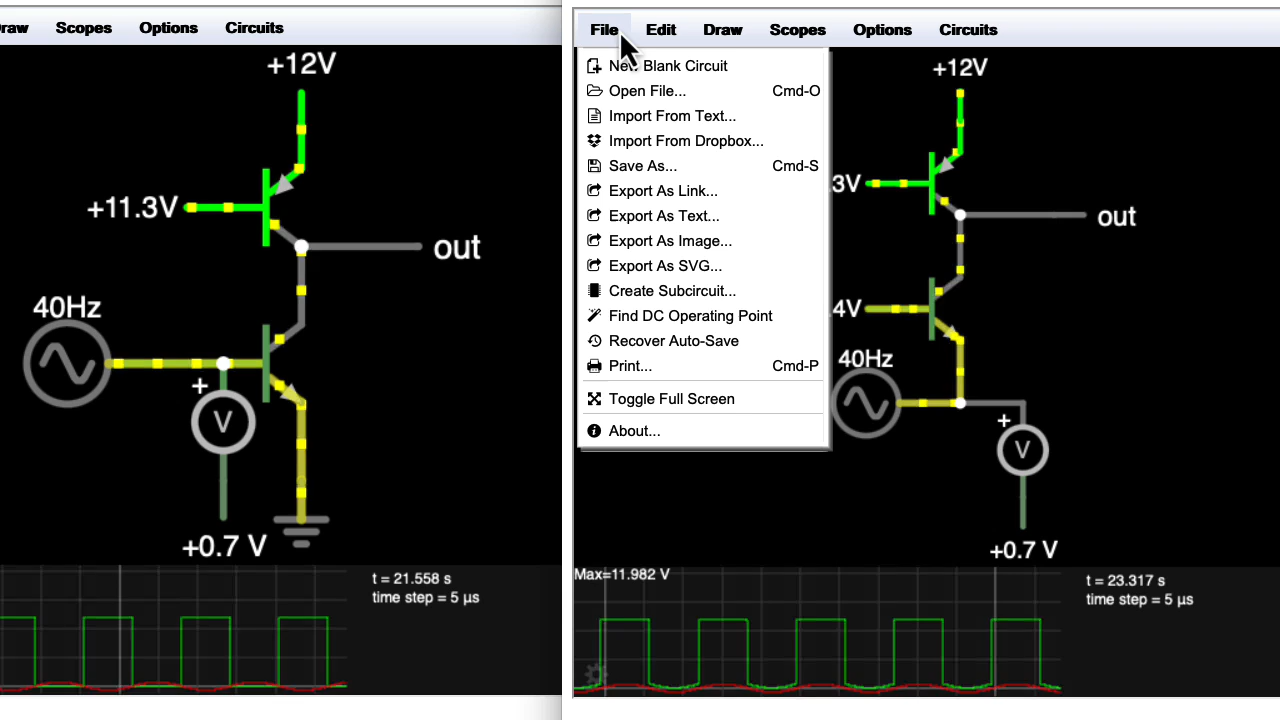 raw Scopes Options Circuits
+12V
+11.3V
out
40Hz
+
V
+0.7 V
t = 21.558 s
time step = 5 µs
File Edit Draw Scopes Options Circuits
New Blank Circuit
Open File... Cmd-O
Import From Text...
Import From Dropbox...
Save As... Cmd-S
Export As Link...
Export As Text...
Export As Image...
Export As SVG...
Create Subcircuit...
Find DC Operating Point
Recover Auto-Save
Print... Cmd-P
Toggle Full Screen
About...
+12V
3V
out
4V
40Hz
+
V
+0.7 V
Max=11.982 V
t = 23.317 s
time step = 5 µs